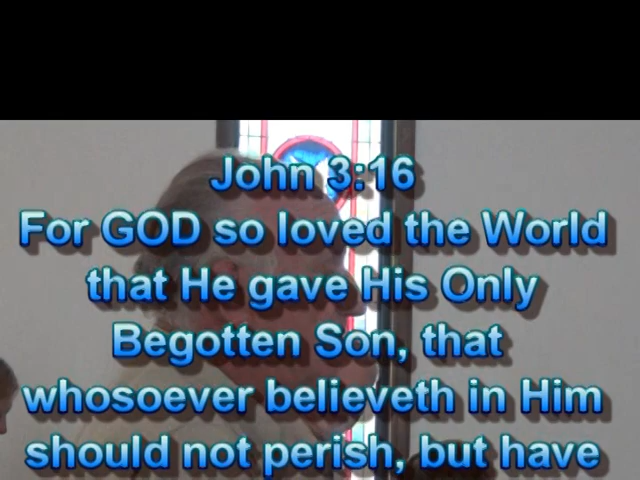 John 3:16
For GOD so loved the World
that He gave His Only
Begotten Son, that
whosoever believeth in Him
should not perish, but have